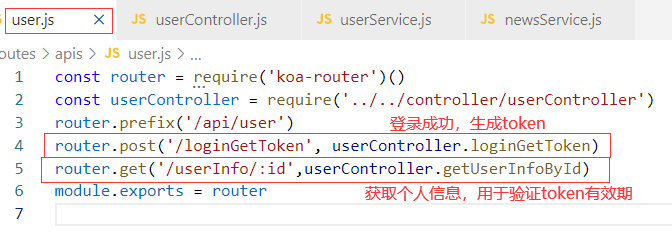 user.js × JS userController.js JS userService.js JS newsService.js
outes > apis > JS user.js > ...
1 const router = require('koa-router')()
2 const userController = require('../../controller/userController')
3 router.prefix('/api/user') 登录成功，生成token
4 router.post('/loginGetToken', userController.loginGetToken)
5 router.get('/userInfo/:id',userController.getUserInfoById)
6 module.exports = router 获取个人信息，用于验证token有效期
7